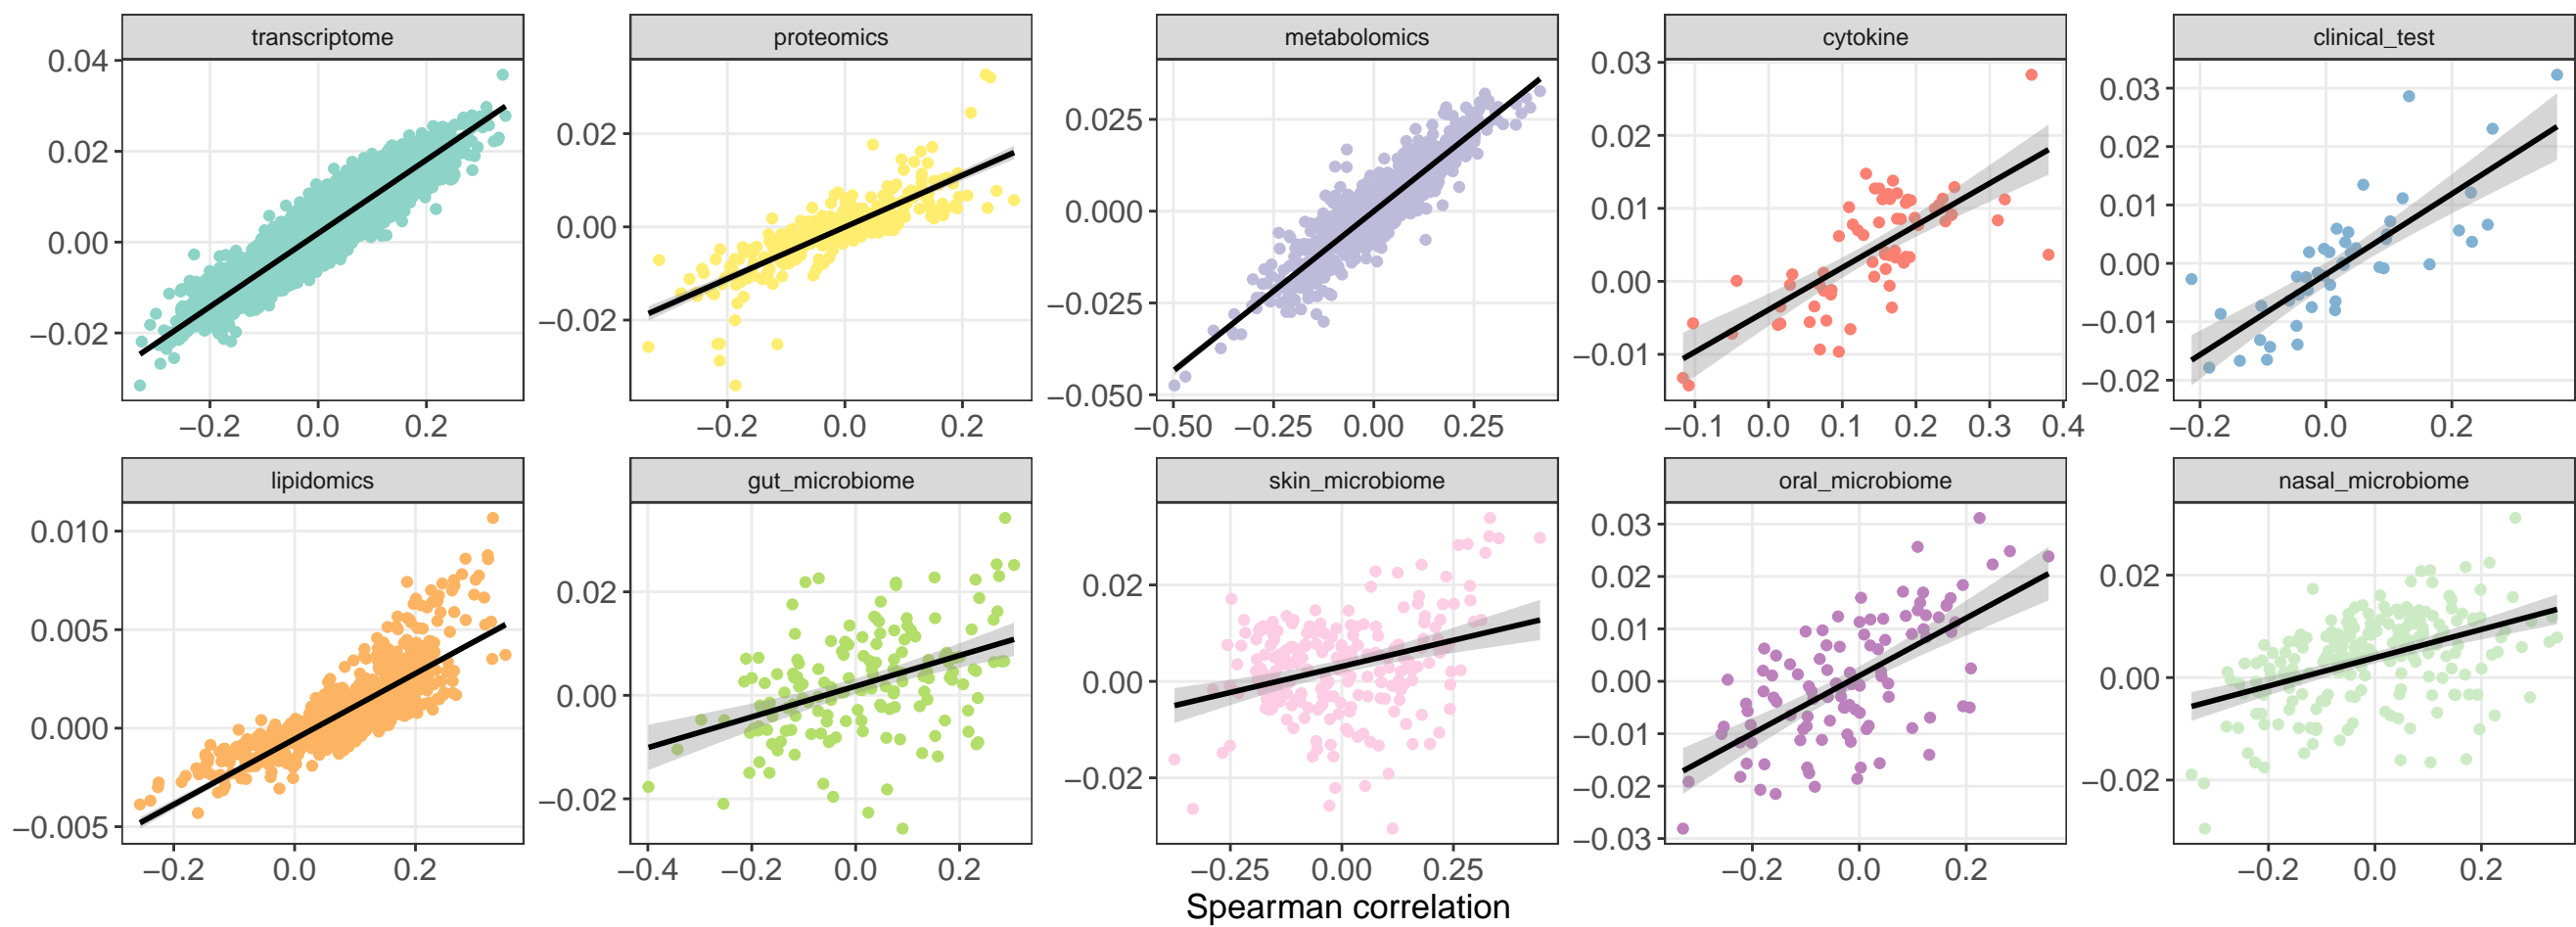 transcriptome proteomics metabolomics cytokine clinical_test
0.04 0.02 0.00 −0.02
0.02 0.00 −0.02
0.025 0.000 −0.025 −0.050
0.03 0.02 0.01 0.00 −0.01
0.03 0.02 0.01 0.00 −0.01 −0.02
−0.2 0.0 0.2 −0.2 0.0 0.2 −0.50 −0.25 0.00 0.25 −0.1 0.0 0.1 0.2 0.3 0.4 −0.2 0.0 0.2
lipidomics gut_microbiome skin_microbiome oral_microbiome nasal_microbiome
0.010 0.005 0.000 −0.005
0.02 0.00 −0.02
0.02 0.00 −0.02
0.03 0.02 0.01 0.00 −0.01 −0.02 −0.03
0.02 0.00 −0.02
−0.2 0.0 0.2 −0.4 −0.2 0.0 0.2 −0.25 0.00 0.25 −0.2 0.0 0.2 −0.2 0.0 0.2
Spearman correlation